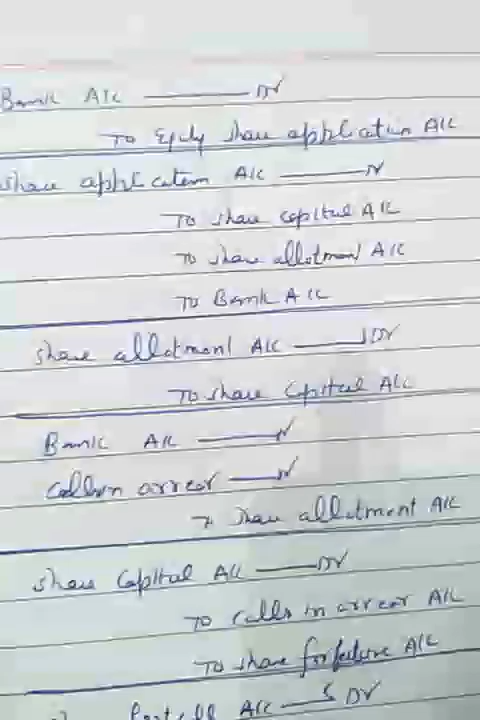 Bank A/C ——— Dr
To Equity share application A/C
share application A/C ——— Dr
To share capital A/C
To share allotment A/C
To Bank A/C
share allotment A/C ——— Dr
To share Capital A/C
Bank A/C ——— Dr
Calls in arrear ——— Dr
To share allotment A/C
share Capital A/C ——— Dr
To calls in arrear A/C
To share forfeiture A/C
A/C ——— Dr